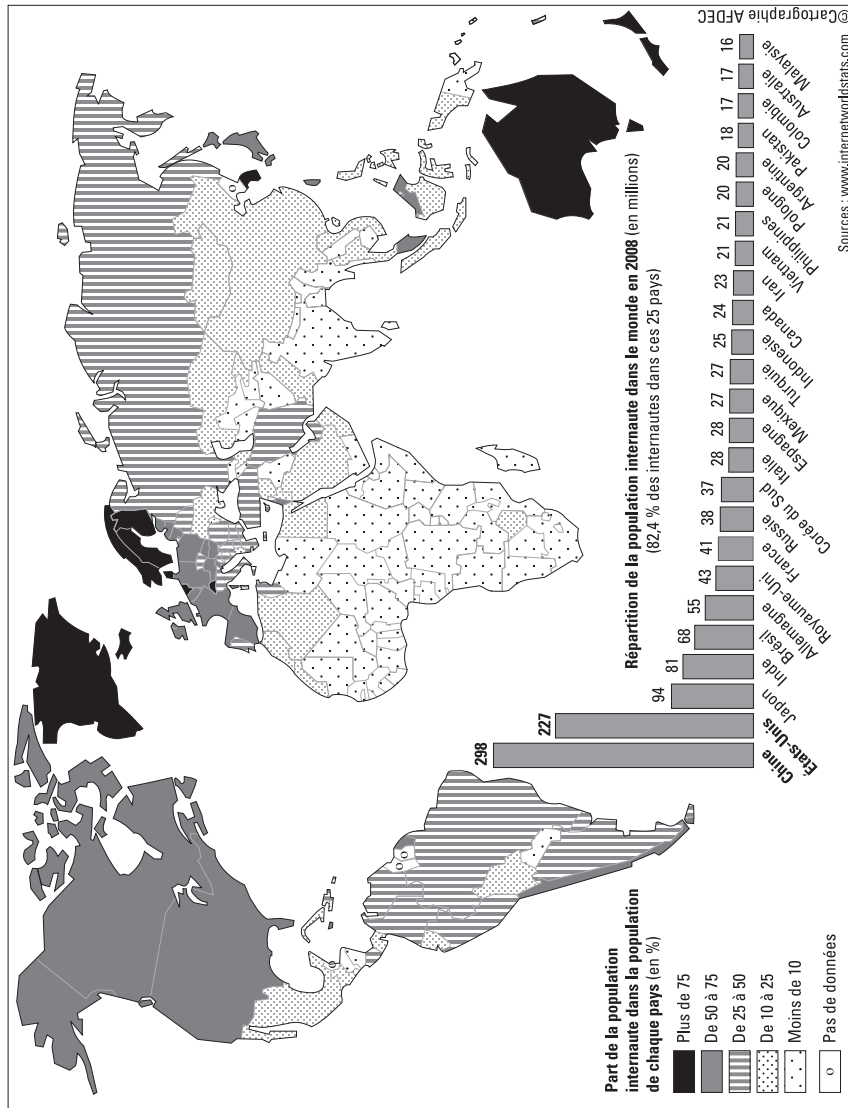 Part de la population
internaute dans la population
de chaque pays (en %)
Plus de 75
De 50 à 75
De 25 à 50
De 10 à 25
Moins de 10
o Pas de données
Répartition de la population internaute dans le monde en 2008 (en millions)
(82,4 % des internautes dans ces 25 pays)
298
227
94
81
68
55
43
41
38
37
28
28
27
27
25
24
23
21
21
20
20
18
17
17
16
Chine
États-Unis
Japon
Inde
Brésil
Allemagne
Royaume-Uni
France
Russie
Corée du Sud
Italie
Espagne
Mexique
Turquie
Indonesie
Canada
Iran
Vietnam
Philippines
Pologne
Argentine
Pakistan
Colombie
Australie
Malaysie
Sources : www.internetworldstats.com
©Cartographie AFDEC